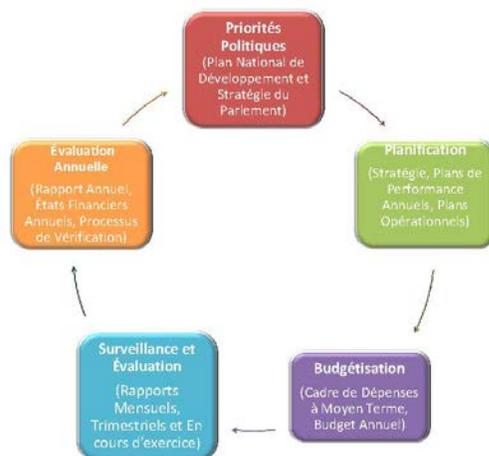 Priorités
Politiques
(Plan National de
Développement et
Stratégie du
Parlement)
Planification
(Stratégie, Plans de
Performance
Annuels, Plans
Opérationnels)
Budgétisation
(Cadre de Dépenses
à Moyen Terme,
Budget Annuel)
Surveillance et
Évaluation
(Rapports
Mensuels,
Trimestriels et En
cours d'exercice)
Évaluation
Annuelle
(Rapport Annuel,
États Financiers
Annuels, Processus
de Vérification)